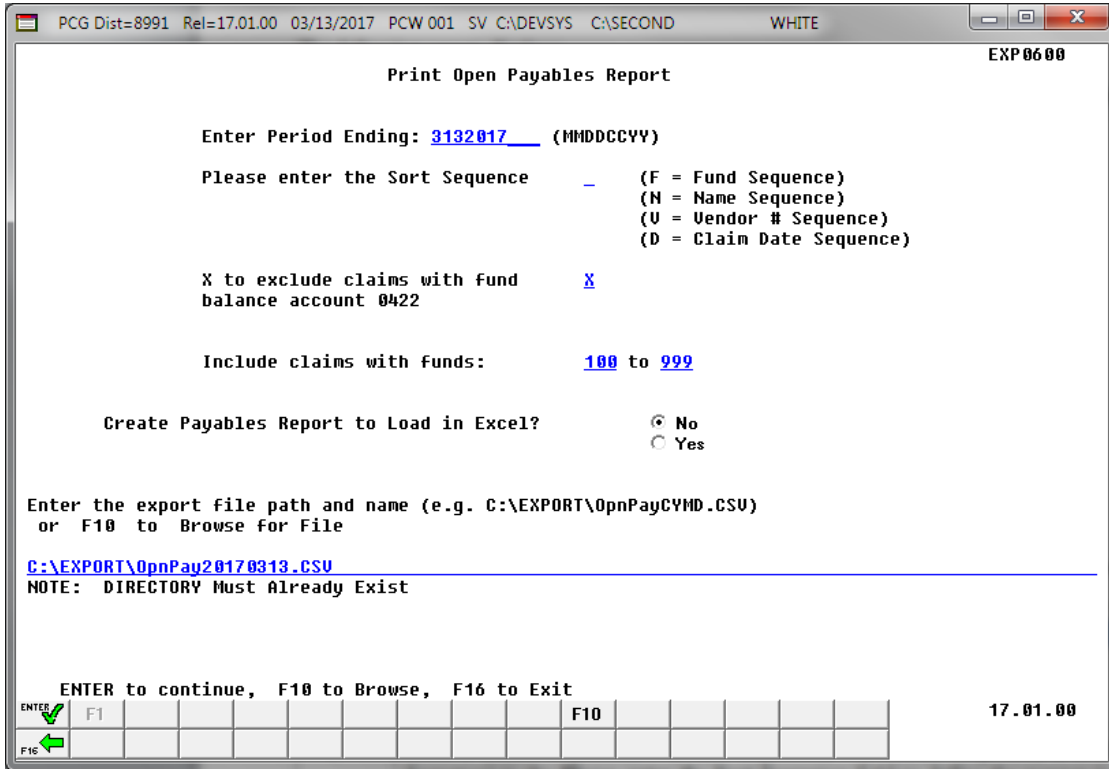 PCG Dist=8991 Rel=17.01.00 03/13/2017 PCW 001 SV C:\DEVSYS C:\SECOND WHITE
EXP0600
Print Open Payables Report
Enter Period Ending: 3132017___ (MMDDCCYY)
Please enter the Sort Sequence _ (F = Fund Sequence)
(N = Name Sequence)
(V = Vendor # Sequence)
(D = Claim Date Sequence)
X to exclude claims with fund X
balance account 0422
Include claims with funds: 100 to 999
Create Payables Report to Load in Excel? No
Yes
Enter the export file path and name (e.g. C:\EXPORT\OpnPayCYMD.CSV)
or F10 to Browse for File
C:\EXPORT\OpnPay20170313.CSV
NOTE: DIRECTORY Must Already Exist
ENTER to continue, F10 to Browse, F16 to Exit
ENTER F1 F10 17.01.00
F16